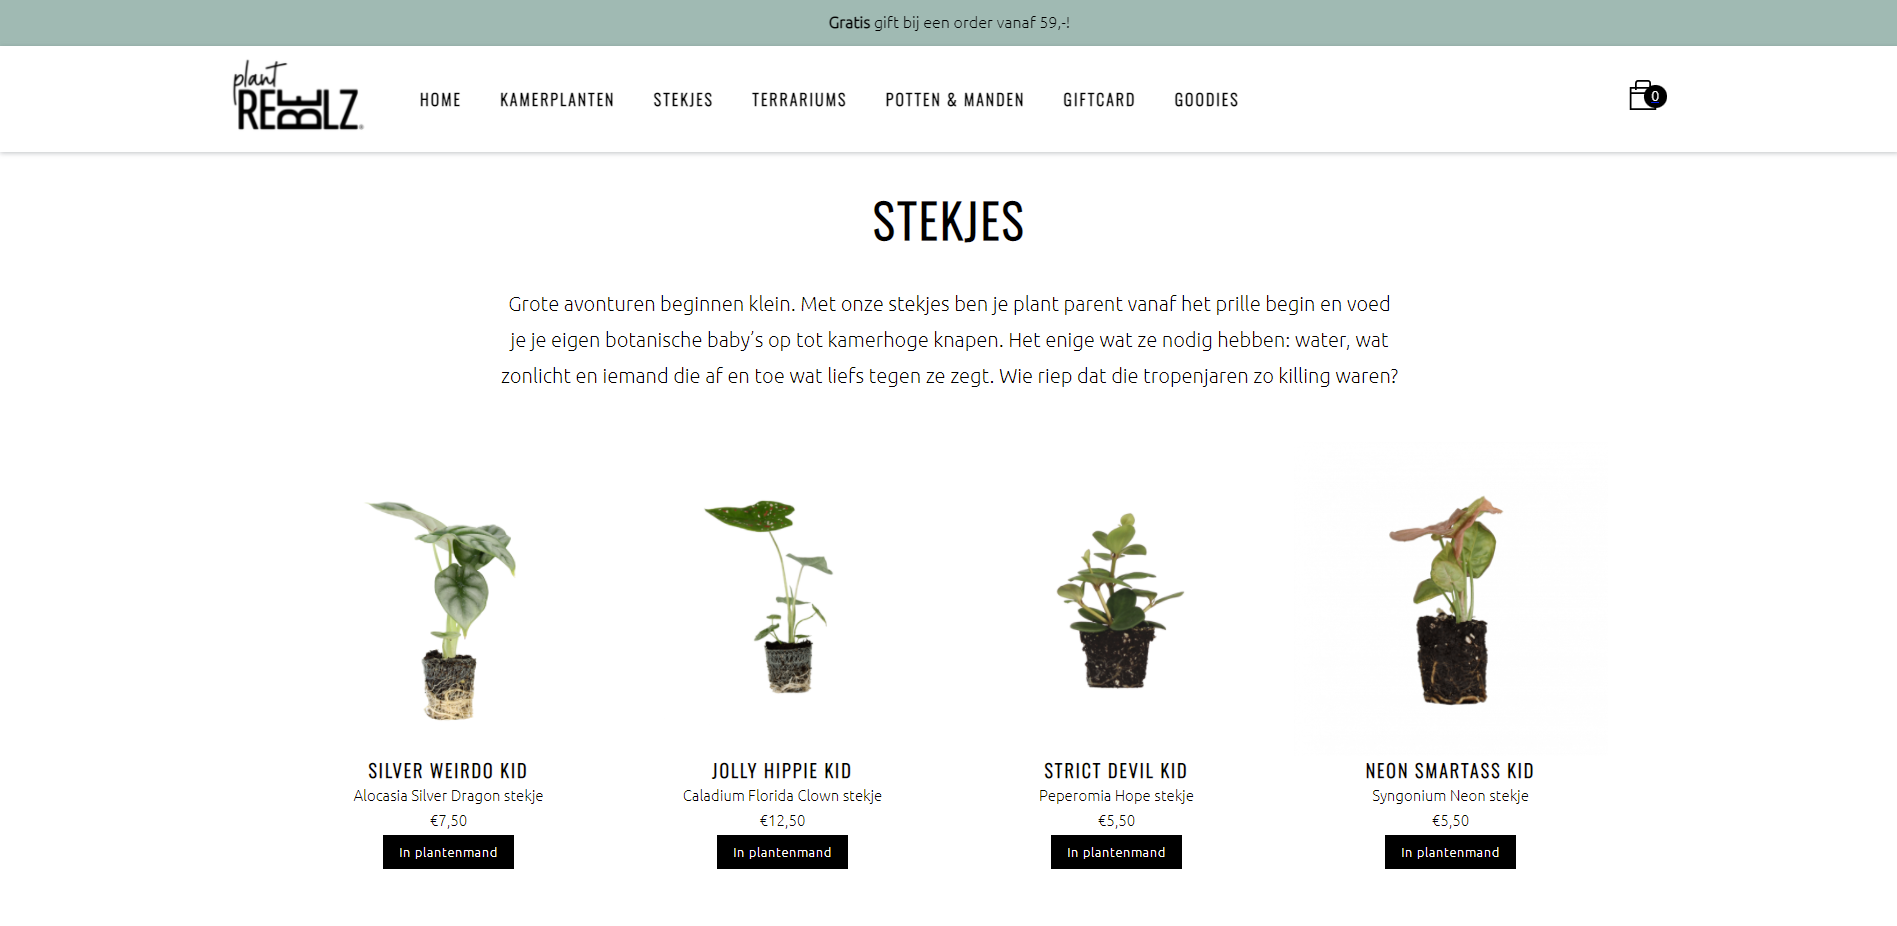 Gratis gift bij een order vanaf 59,-!
plant
REBELZ
HOME KAMERPLANTEN STEKJES TERRARIUMS POTTEN & MANDEN GIFTCARD GOODIES
0
STEKJES
Grote avonturen beginnen klein. Met onze stekjes ben je plant parent vanaf het prille begin en voed
je je eigen botanische baby’s op tot kamerhoge knapen. Het enige wat ze nodig hebben: water, wat
zonlicht en iemand die af en toe wat liefs tegen ze zegt. Wie riep dat die tropenjaren zo killing waren?
SILVER WEIRDO KID
Alocasia Silver Dragon stekje
€7,50
In plantenmand
JOLLY HIPPIE KID
Caladium Florida Clown stekje
€12,50
In plantenmand
STRICT DEVIL KID
Peperomia Hope stekje
€5,50
In plantenmand
NEON SMARTASS KID
Syngonium Neon stekje
€5,50
In plantenmand